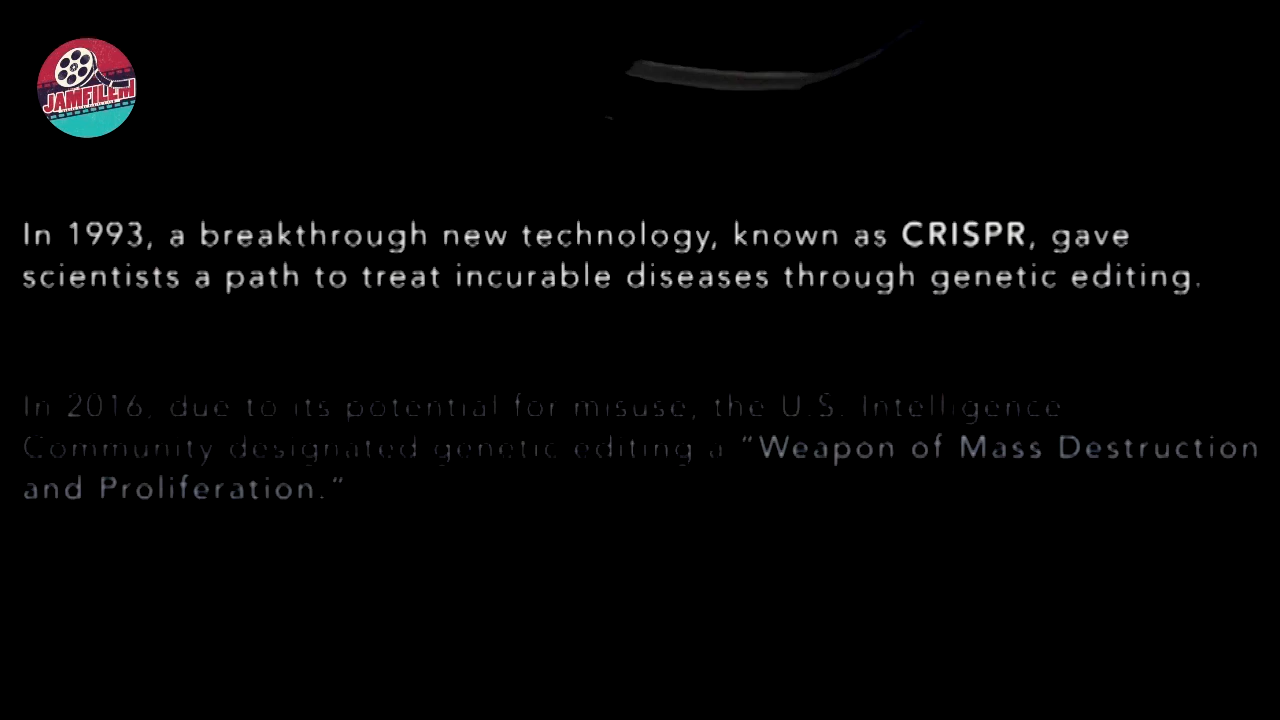 JAMFILEM
In 1993, a breakthrough new technology, known as CRISPR, gave
scientists a path to treat incurable diseases through genetic editing.
In 2016, due to its potential for misuse, the U.S. Intelligence
Community designated genetic editing a “Weapon of Mass Destruction
and Proliferation.”